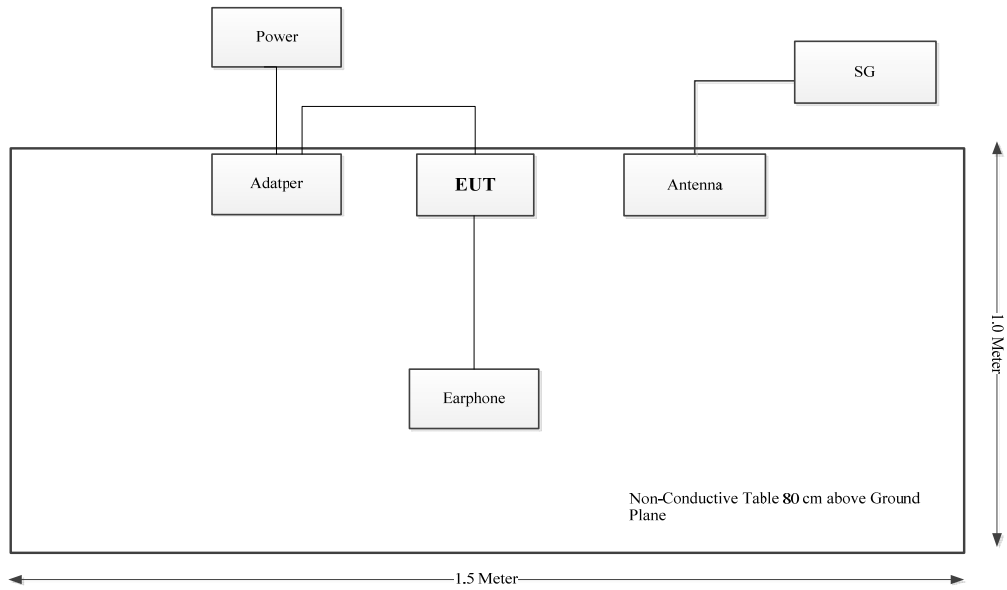 Power
SG
Adatper
EUT
Antenna
1.0 Meter
Earphone
Non-Conductive Table 80 cm above Ground
Plane
1.5 Meter